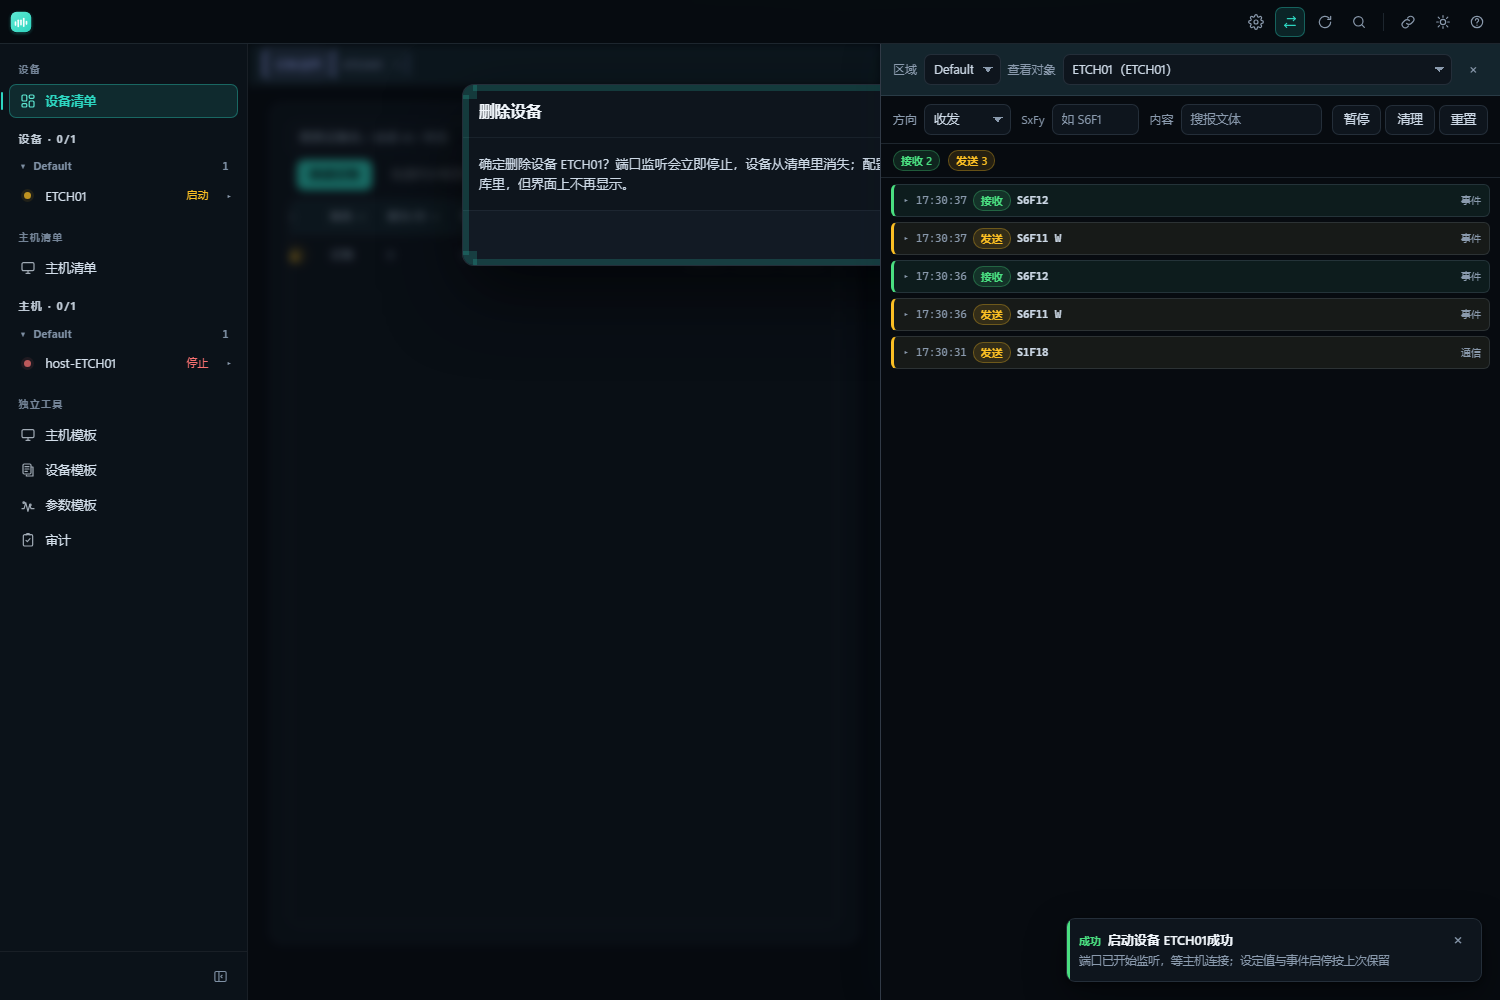 设备
设备清单
设备 · 0/1
Default 1
ETCH01 启动
主机清单
主机清单
主机 · 0/1
Default 1
host-ETCH01 停止
独立工具
主机模板
设备模板
参数模板
审计
删除设备
确定删除设备 ETCH01？端口监听会立即停止，设备从清单里消失；配
库里，但界面上不再显示。
区域 Default 查看对象 ETCH01（ETCH01） ×
方向 收发 SxFy 如 S6F1 内容 搜报文体 暂停 清理 重置
接收 2 发送 3
17:30:37 接收 S6F12 事件
17:30:37 发送 S6F11 W 事件
17:30:36 接收 S6F12 事件
17:30:36 发送 S6F11 W 事件
17:30:31 发送 S1F18 通信
成功 启动设备 ETCH01成功 ×
端口已开始监听，等主机连接；设定值与事件启停按上次保留